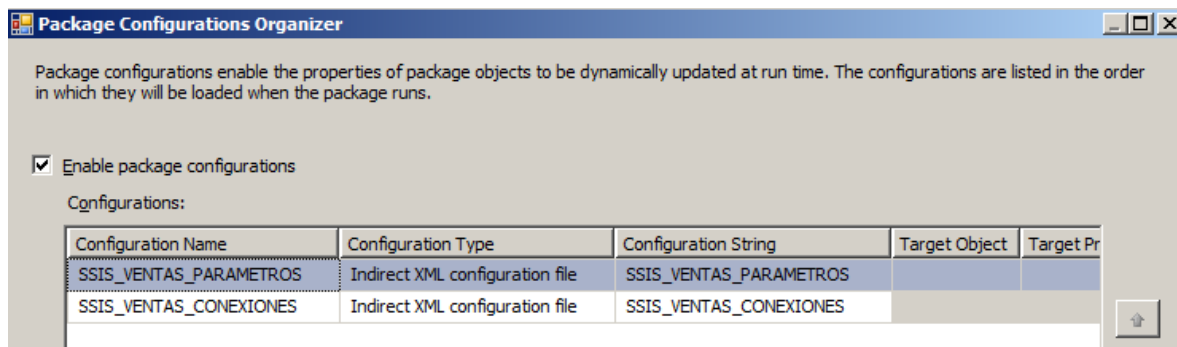 Package Configurations Organizer
Package configurations enable the properties of package objects to be dynamically updated at run time. The configurations are listed in the order
in which they will be loaded when the package runs.
Enable package configurations
Configurations:
Configuration Name Configuration Type Configuration String Target Object Target Pr
SSIS_VENTAS_PARAMETROS Indirect XML configuration file SSIS_VENTAS_PARAMETROS
SSIS_VENTAS_CONEXIONES Indirect XML configuration file SSIS_VENTAS_CONEXIONES